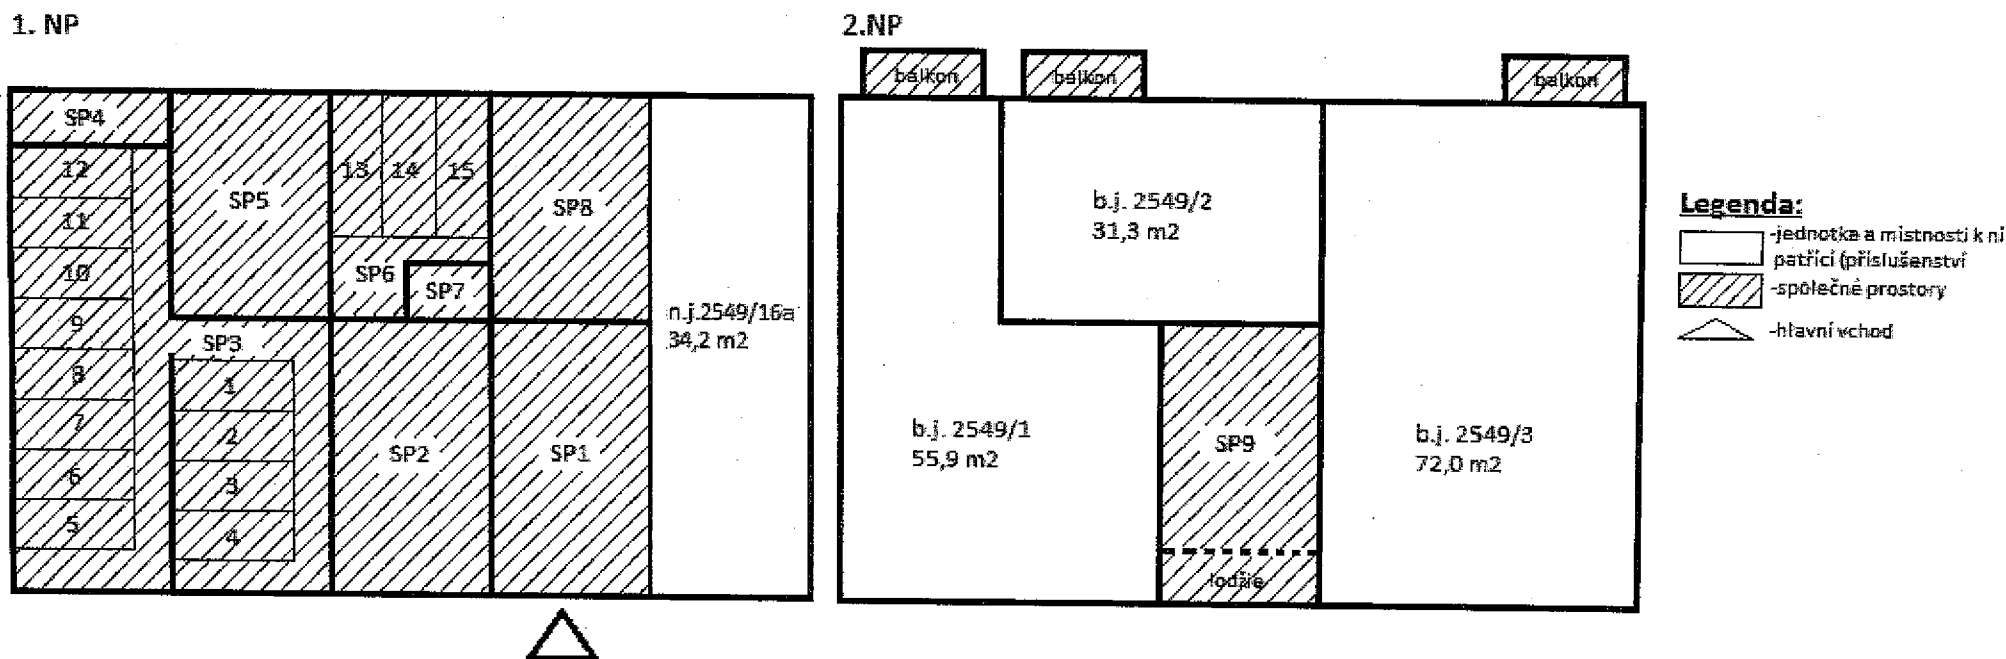 1. NP
SP4
12
11
10
9
8
7
6
5
SP5
SP3
1
2
3
4
13
14
15
SP6
SP7
SP8
SP2
SP1
n.j.2549/16a
34,2 m2
2.NP
balkon
balkon
balkon
b.j. 2549/2
31,3 m2
b.j. 2549/1
55,9 m2
SP9
lodžie
b.j. 2549/3
72,0 m2
Legenda:
-jednotka a místnosti k ní
patřící (příslušenství
-společné prostory
-hlavní vchod